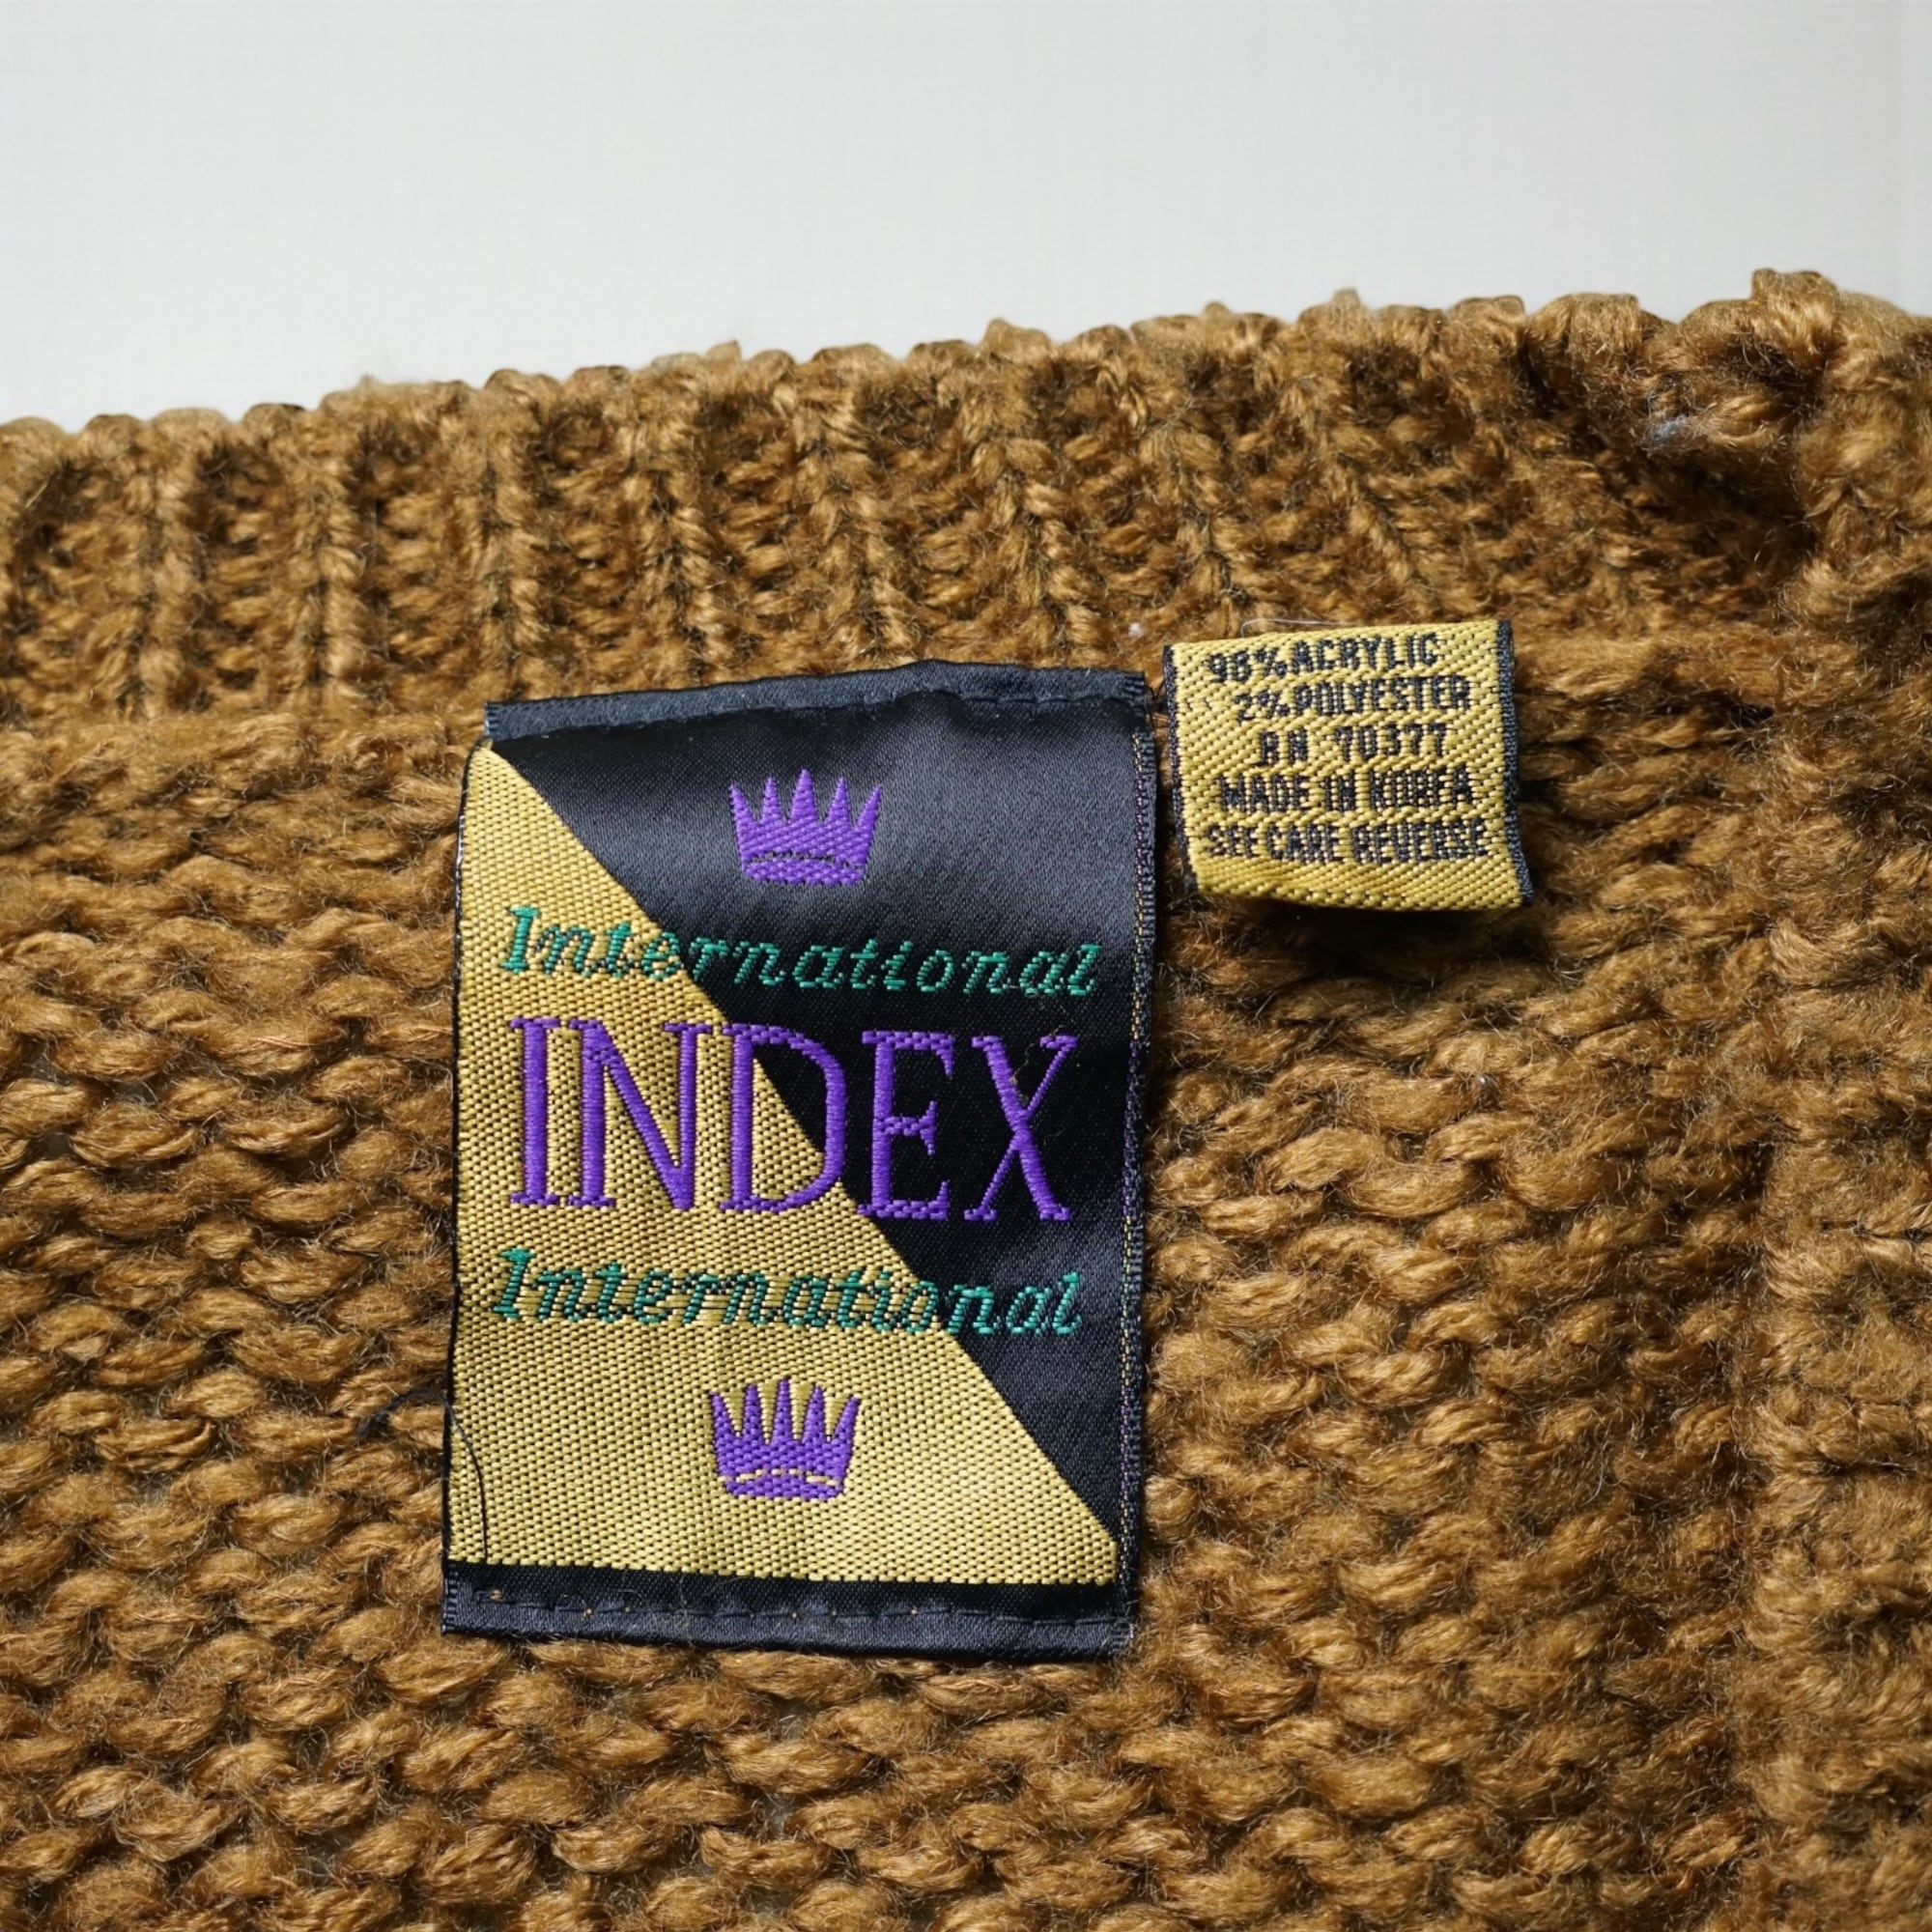 International
INDEX
International
98% ACRYLIC
2% POLYESTER
RN 70377
MADE IN KOREA
SEE CARE REVERSE